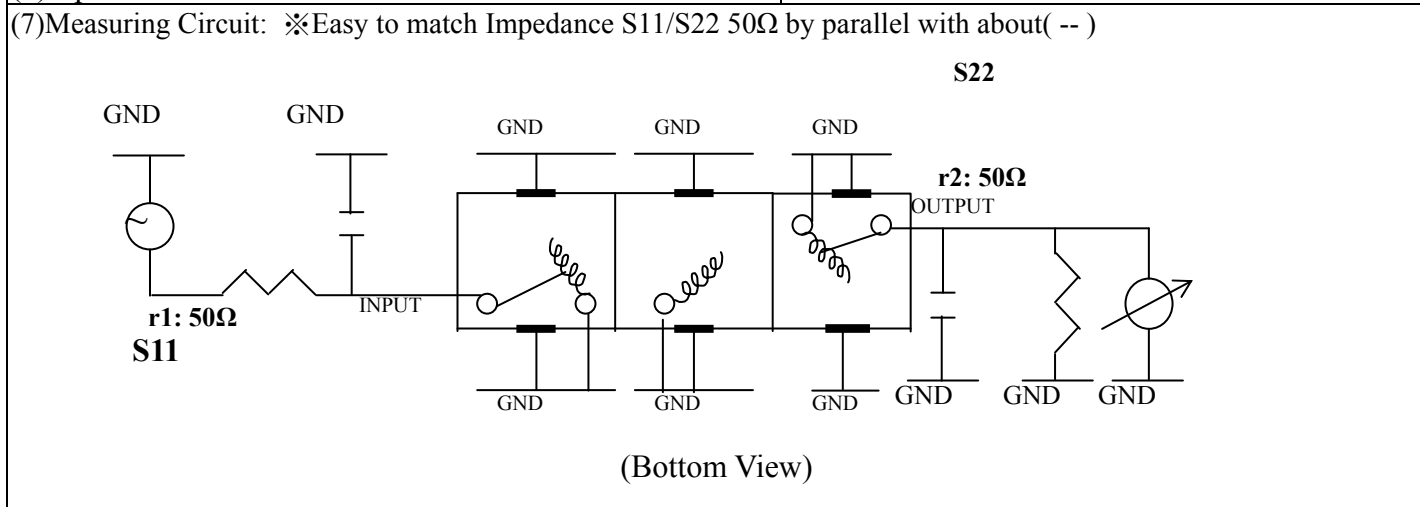 (7)Measuring Circuit: ※Easy to match Impedance S11/S22 50Ω by parallel with about( -- )
S22
GND GND GND GND GND
r2: 50Ω
OUTPUT
INPUT
r1: 50Ω
S11
GND GND GND GND GND GND
(Bottom View)